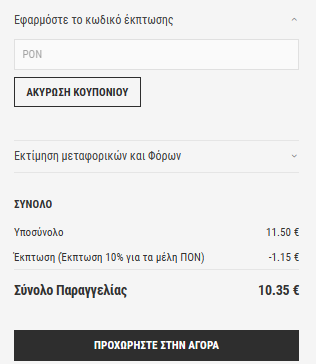 Εφαρμόστε το κωδικό έκπτωσης
PON
ΑΚΥΡΩΣΗ ΚΟΥΠΟΝΙΟΥ
Εκτίμηση μεταφορικών και Φόρων
ΣΥΝΟΛΟ
Υποσύνολο 11.50 €
Έκπτωση (Έκπτωση 10% για τα μέλη ΠΟΝ) -1.15 €
Σύνολο Παραγγελίας 10.35 €
ΠΡΟΧΩΡΗΣΤΕ ΣΤΗΝ ΑΓΟΡΑ